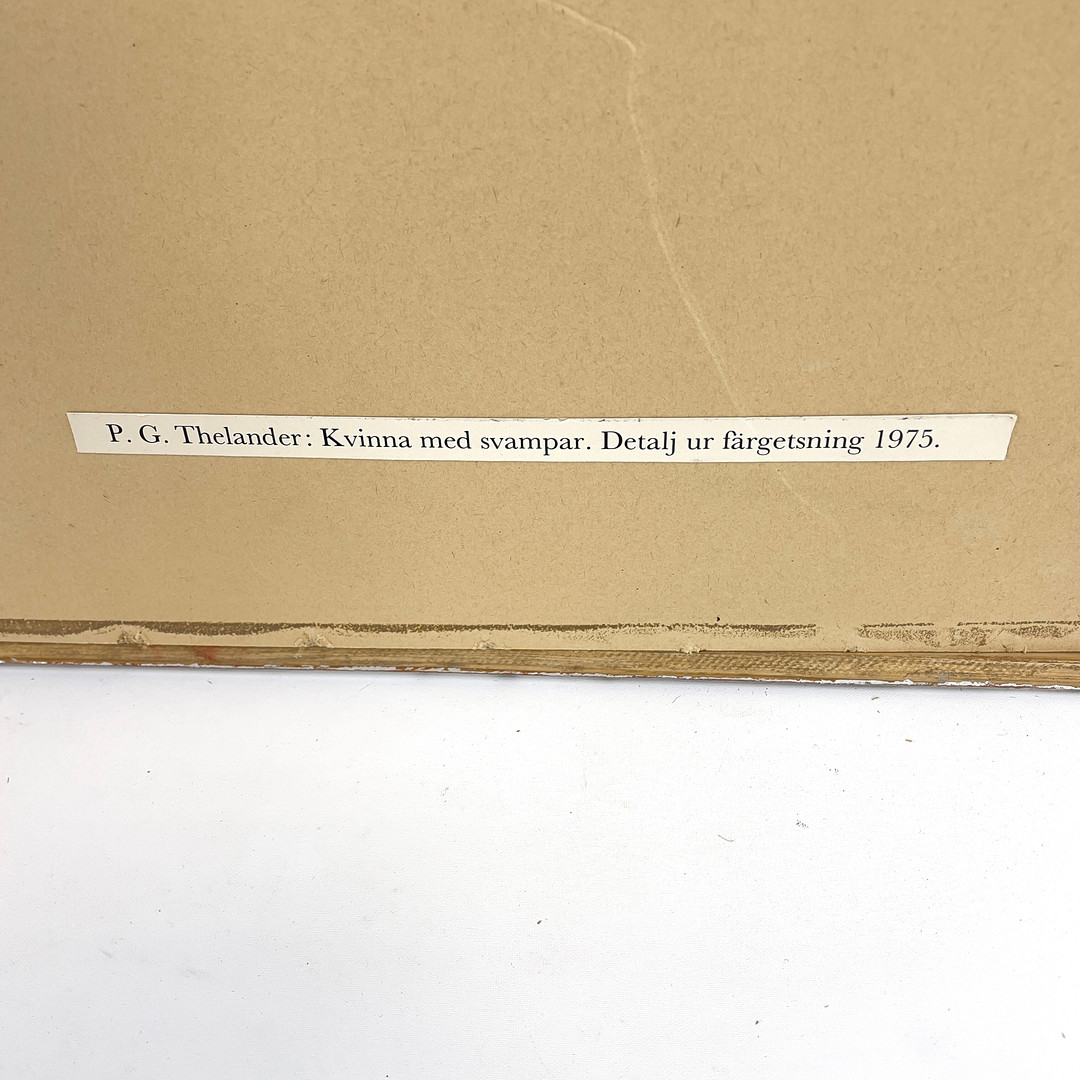 P. G. Thelander: Kvinna med svampar. Detalj ur färgetsning 1975.